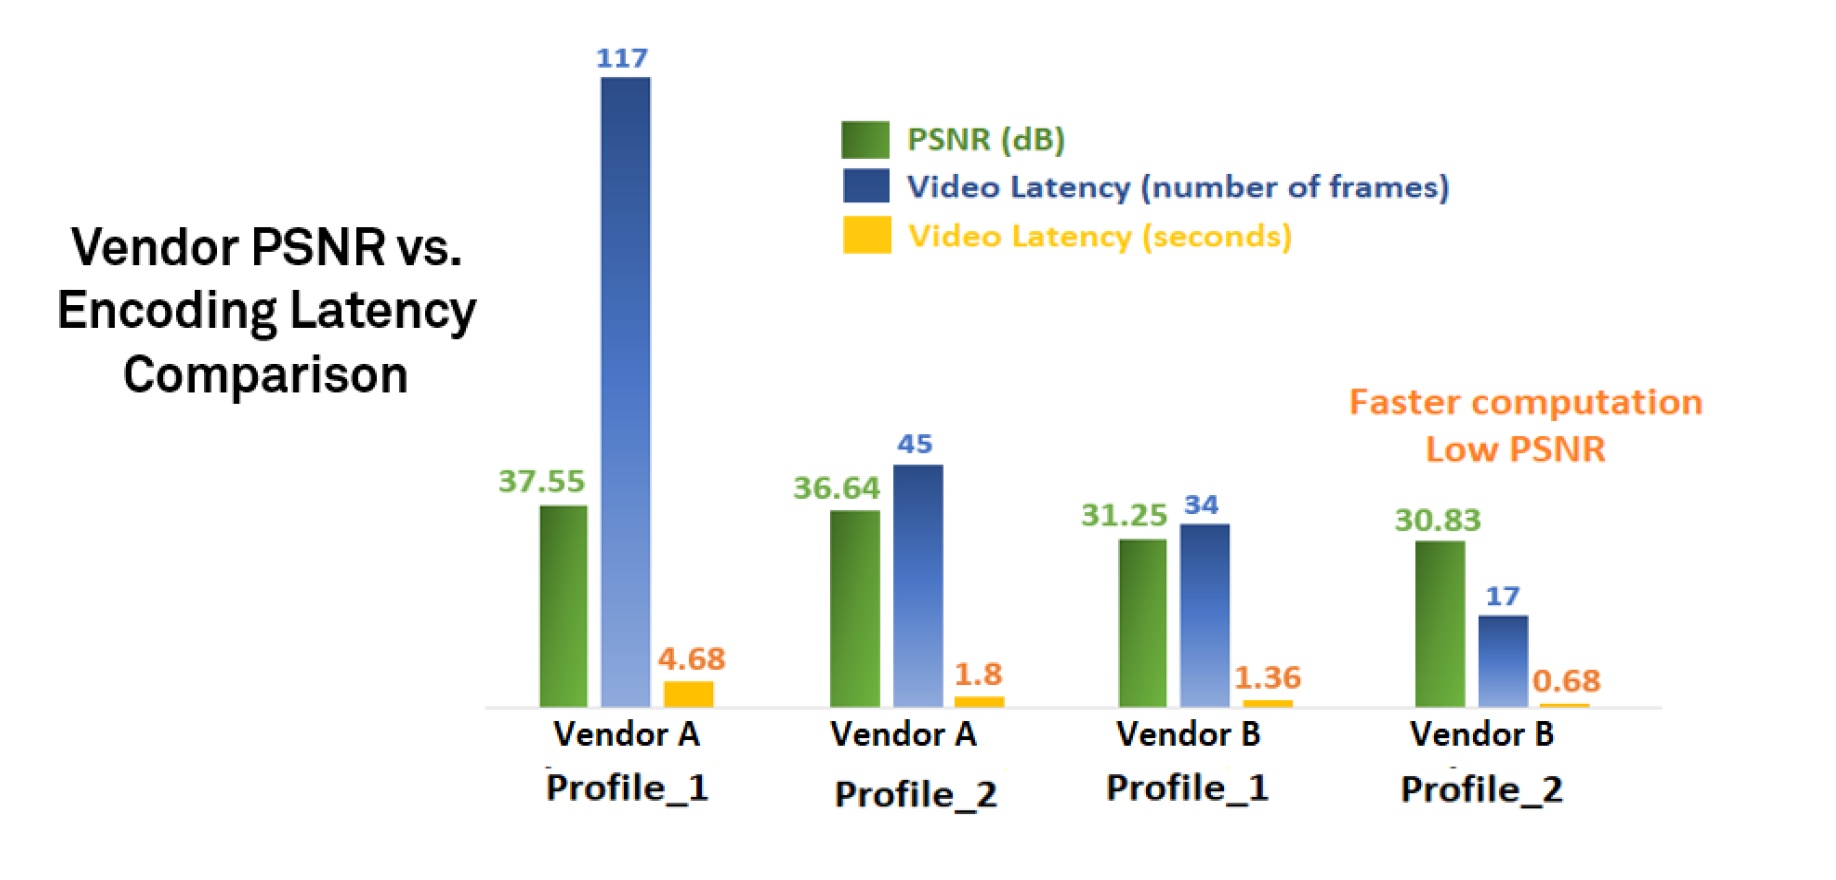 Vendor PSNR vs.
Encoding Latency
Comparison
PSNR (dB)
Video Latency (number of frames)
Video Latency (seconds)
Faster computation
Low PSNR
37.55
117
4.68
36.64
45
1.8
31.25
34
1.36
30.83
17
0.68
Vendor A
Profile_1
Vendor A
Profile_2
Vendor B
Profile_1
Vendor B
Profile_2